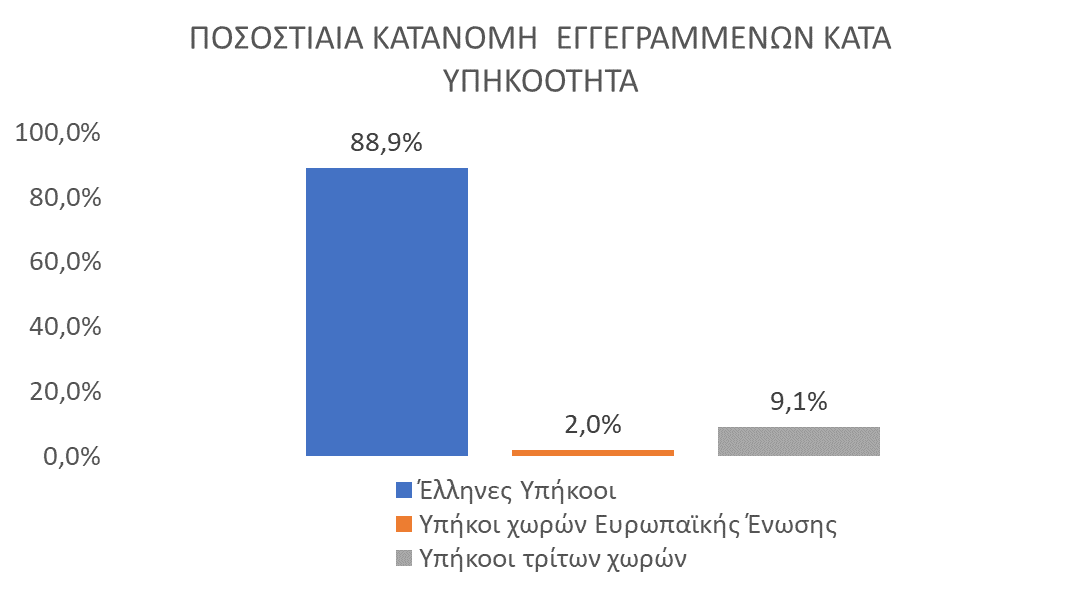 ΠΟΣΟΣΤΙΑΙΑ ΚΑΤΑΝΟΜΗ ΕΓΓΕΓΡΑΜΜΕΝΩΝ ΚΑΤΑ
ΥΠΗΚΟΟΤΗΤΑ
100,0%
80,0%
60,0%
40,0%
20,0%
0,0%
88,9%
2,0%
9,1%
Έλληνες Υπήκοοι
Υπήκοι χωρών Ευρωπαϊκής Ένωσης
Υπήκοοι τρίτων χωρών